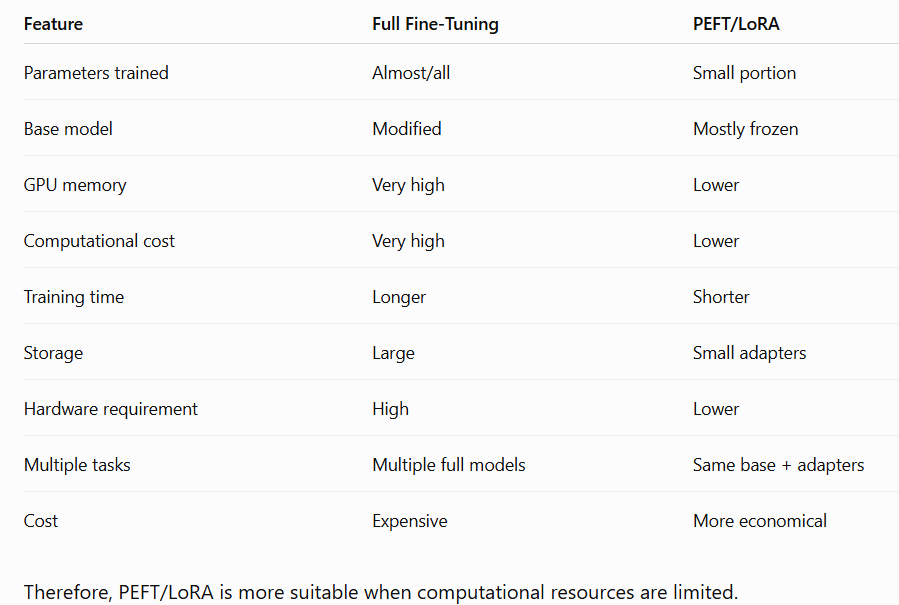 Feature Full Fine-Tuning PEFT/LoRA
Parameters trained Almost/all Small portion
Base model Modified Mostly frozen
GPU memory Very high Lower
Computational cost Very high Lower
Training time Longer Shorter
Storage Large Small adapters
Hardware requirement High Lower
Multiple tasks Multiple full models Same base + adapters
Cost Expensive More economical
Therefore, PEFT/LoRA is more suitable when computational resources are limited.